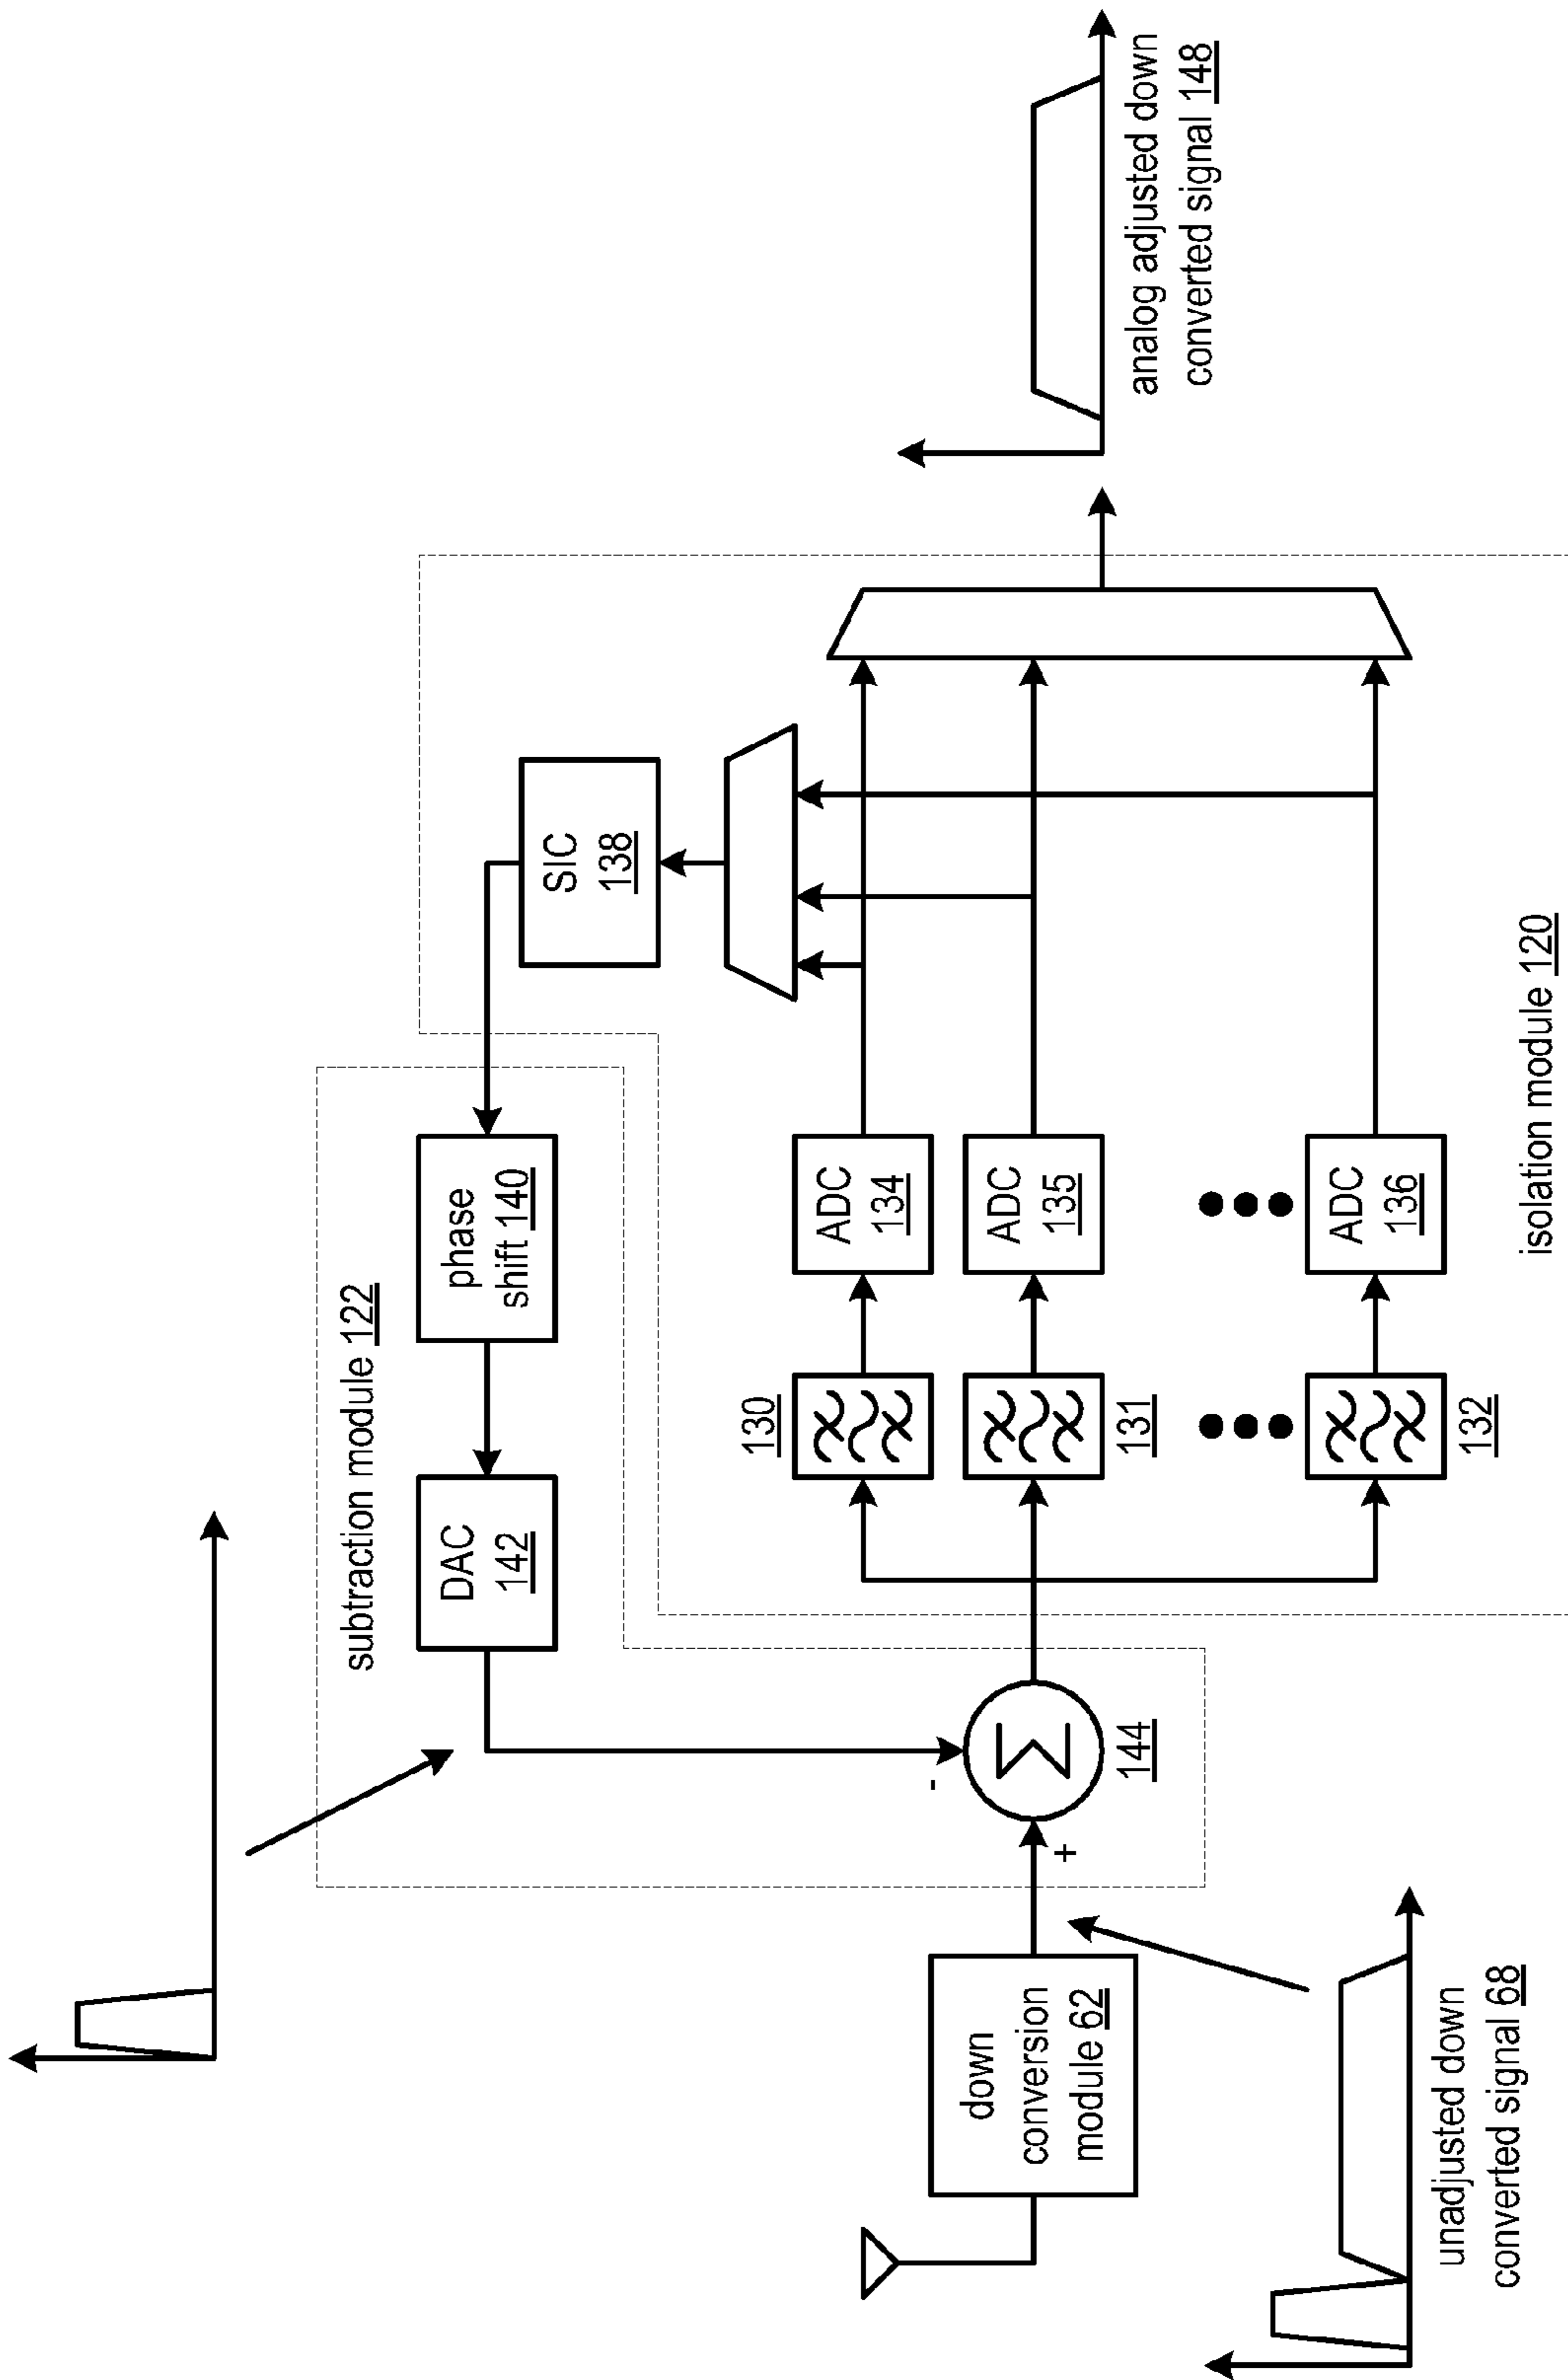 subtraction module 122
DAC
142
phase
shift 140
SIC
138
down
conversion
module 62
-
+
Σ
144
130
131
132
ADC
134
ADC
135
ADC
136
isolation module 120
unadjusted down
converted signal 68
analog adjusted down
converted signal 148